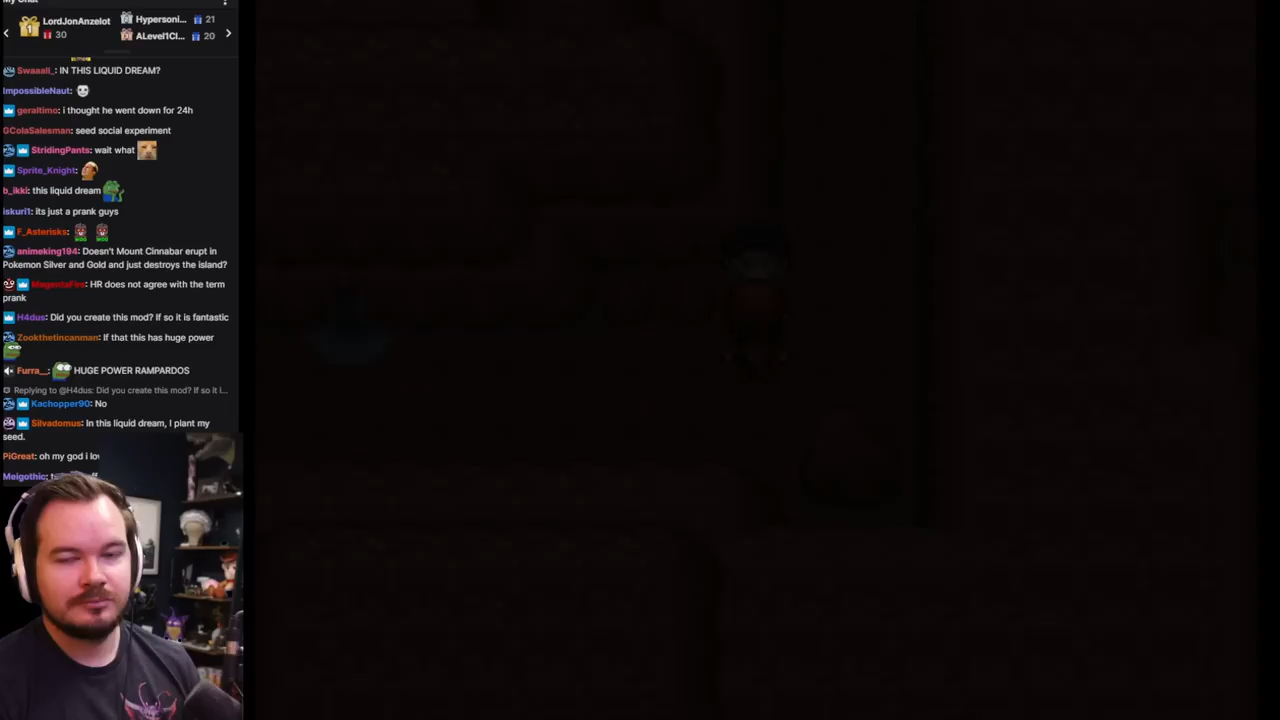 My Chat
LordJonAnzelot
30
Hypersoni... 21
ALevel1Cl... 20
Swaaall_: IN THIS LIQUID DREAM?
ImpossibleNaut:
geraltimo: i thought he went down for 24h
GColaSalesman: seed social experiment
StridingPants: wait what
Sprite_Knight:
b_ikki: this liquid dream
iskuri1: its just a prank guys
F_Asterisks:
animeking194: Doesn't Mount Cinnabar erupt in
Pokemon Silver and Gold and just destroys the island?
MagentaFire: HR does not agree with the term
prank
H4dus: Did you create this mod? If so it is fantastic
Zookthetincanman: If that this has huge power
Furra__: HUGE POWER RAMPARDOS
Replying to @H4dus: Did you create this mod? If so it i...
Kachopper90: No
Silvadomus: In this liquid dream, I plant my
seed.
PiGreat: oh my god i
Meigothic: